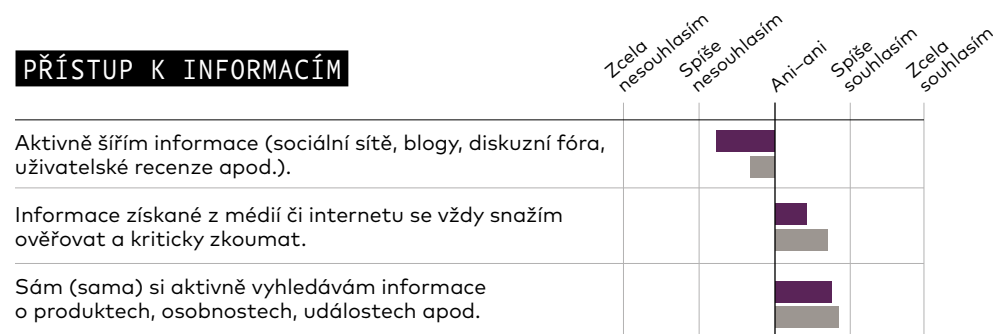 PŘÍSTUP K INFORMACÍM
Zcela
nesouhlasím
Spíše
nesouhlasím
Ani–ani
Spíše
souhlasím
Zcela
souhlasím
Aktivně šířím informace (sociální sítě, blogy, diskuzní fóra,
uživatelské recenze apod.).
Informace získané z médií či internetu se vždy snažím
ověřovat a kriticky zkoumat.
Sám (sama) si aktivně vyhledávám informace
o produktech, osobnostech, událostech apod.